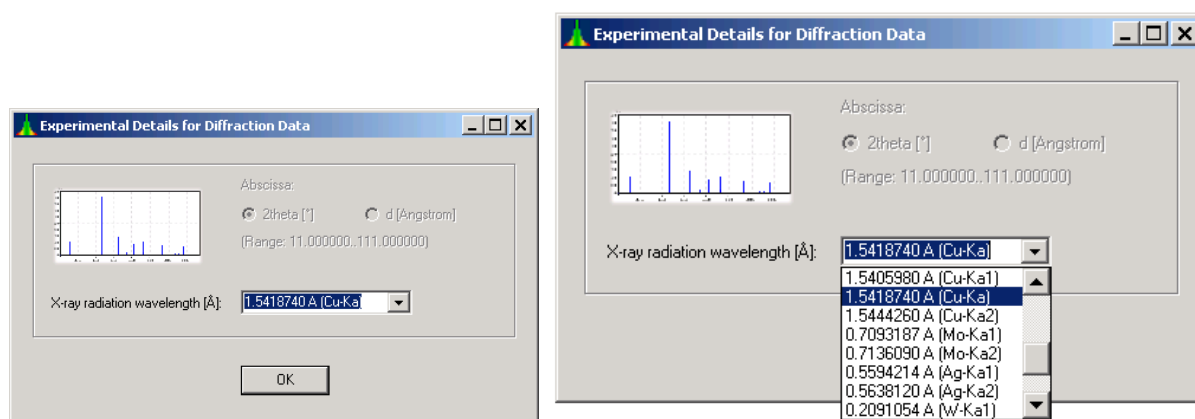 Experimental Details for Diffraction Data
Abscissa:
2theta [°]
d [Angstrom]
(Range: 11.000000..111.000000)
X-ray radiation wavelength [Å]:
1.5418740 A (Cu-Ka)
OK
Experimental Details for Diffraction Data
Abscissa:
2theta [°]
d [Angstrom]
(Range: 11.000000..111.000000)
X-ray radiation wavelength [Å]:
1.5418740 A (Cu-Ka)
1.5405980 A (Cu-Ka1)
1.5418740 A (Cu-Ka)
1.5444260 A (Cu-Ka2)
0.7093187 A (Mo-Ka1)
0.7136090 A (Mo-Ka2)
0.5594214 A (Ag-Ka1)
0.5638120 A (Ag-Ka2)
0.2091054 A (W-Ka1)